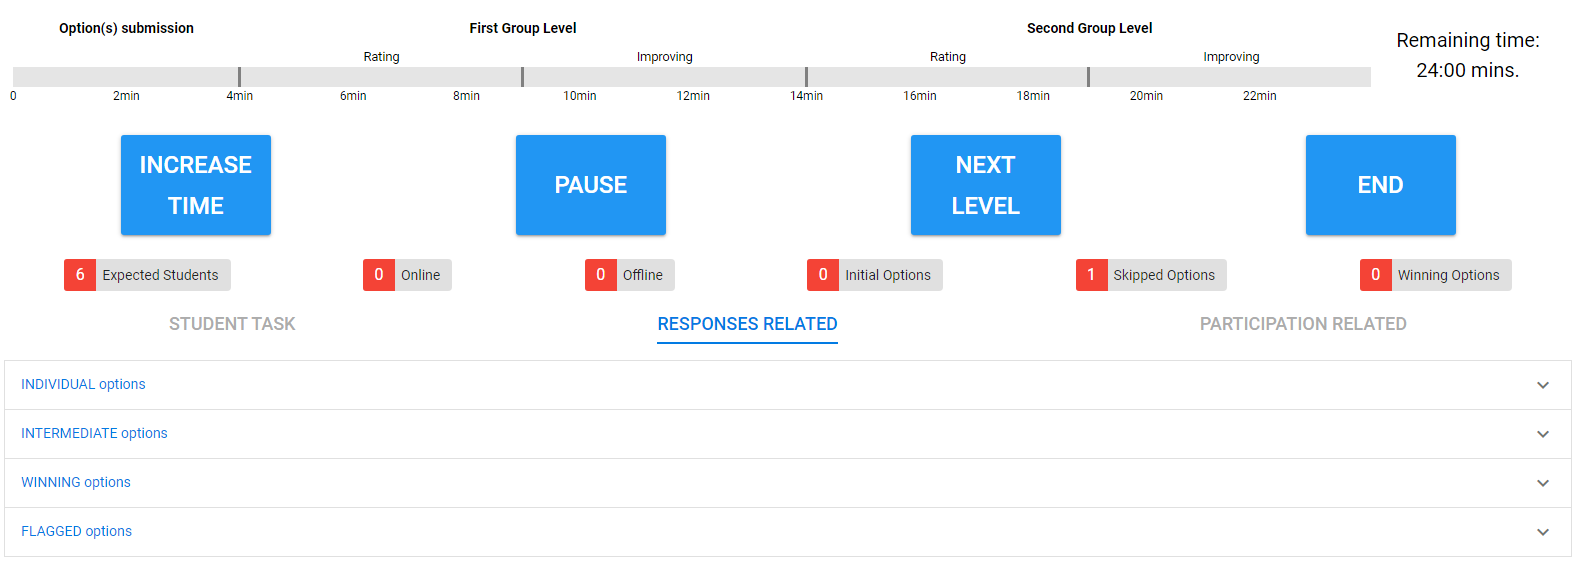 Option(s) submission First Group Level Second Group Level
Rating Improving Rating Improving
Remaining time:
24:00 mins.
0 2min 4min 6min 8min 10min 12min 14min 16min 18min 20min 22min
INCREASE
TIME
PAUSE
NEXT
LEVEL
END
6 Expected Students 0 Online 0 Offline 0 Initial Options 1 Skipped Options 0 Winning Options
STUDENT TASK RESPONSES RELATED PARTICIPATION RELATED
INDIVIDUAL options
INTERMEDIATE options
WINNING options
FLAGGED options